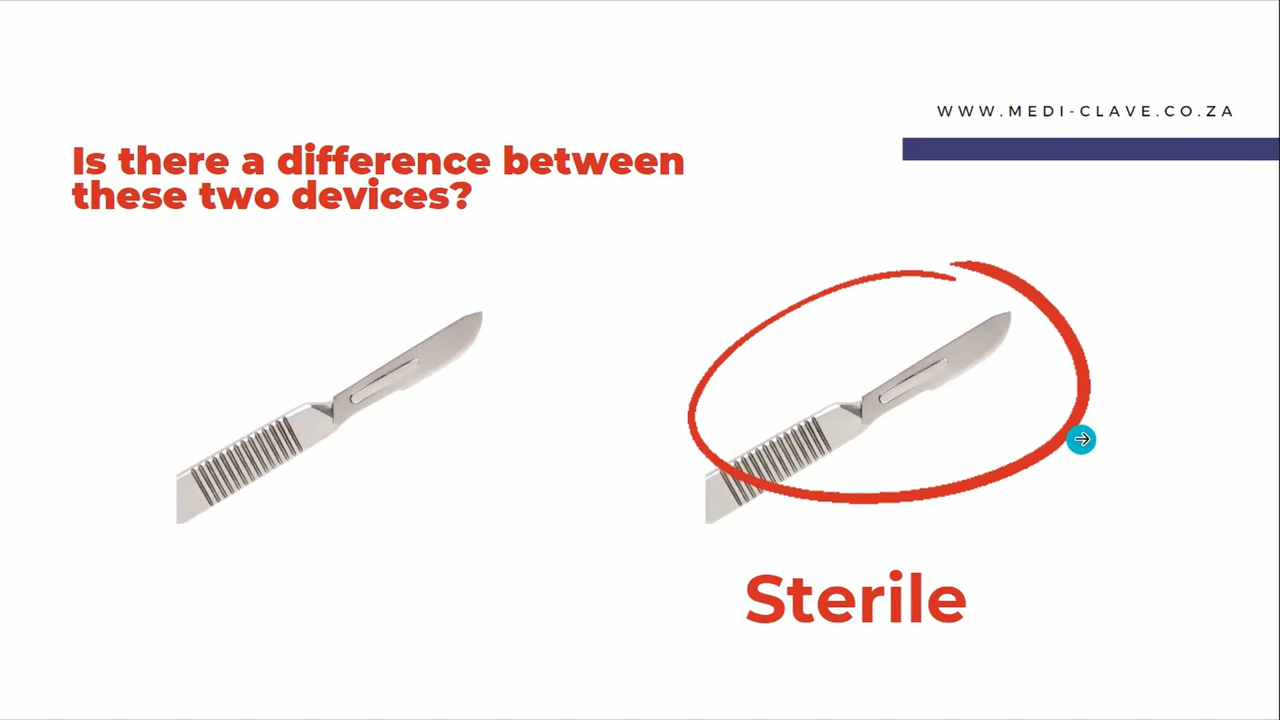 WWW.MEDI-CLAVE.CO.ZA
Is there a difference between
these two devices?
Sterile